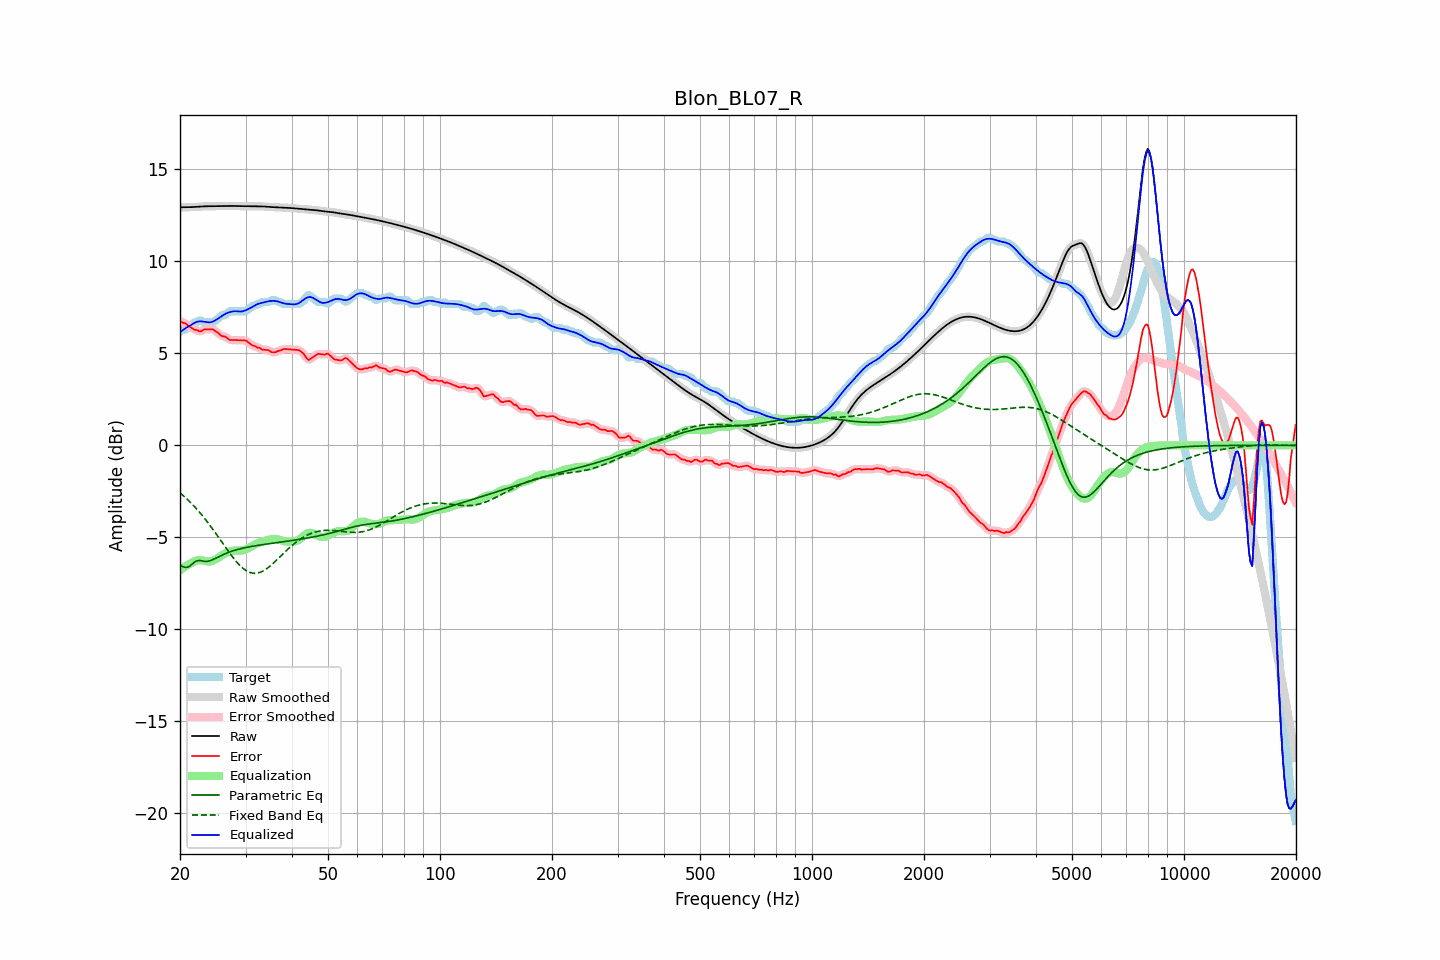 Blon_BL07_R
Amplitude (dBr)
15
10
5
0
−5
−10
−15
−20
Target
Raw Smoothed
Error Smoothed
Raw
Error
Equalization
Parametric Eq
Fixed Band Eq
Equalized
20 50 100 200 500 1000 2000 5000 10000 20000
Frequency (Hz)